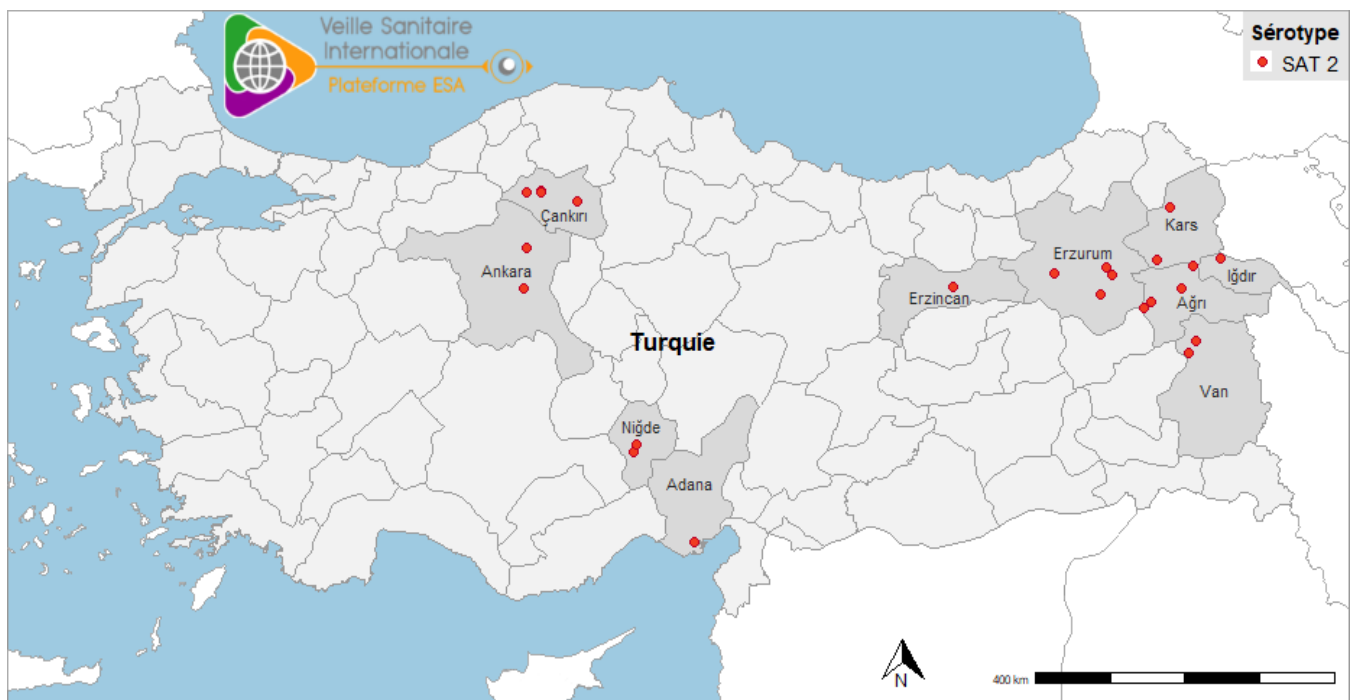 Veille Sanitaire
Internationale
Plateforme ESA
Sérotype
SAT 2
Çankırı
Kars
Ankara
Erzurum
Iğdır
Erzincan
Ağrı
Turquie
Van
Niğde
Adana
N
400 km